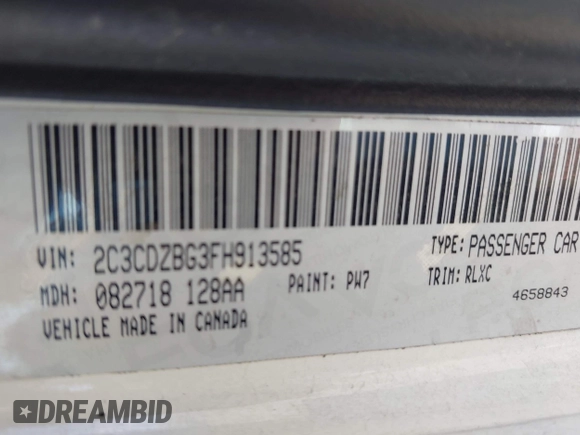 VIN: 2C3CDZBG3FH913585
TYPE: PASSENGER CAR
MDH: 082718 128AA
PAINT: PW7
TRIM: RLXC
VEHICLE MADE IN CANADA
4658843
DREAMBID